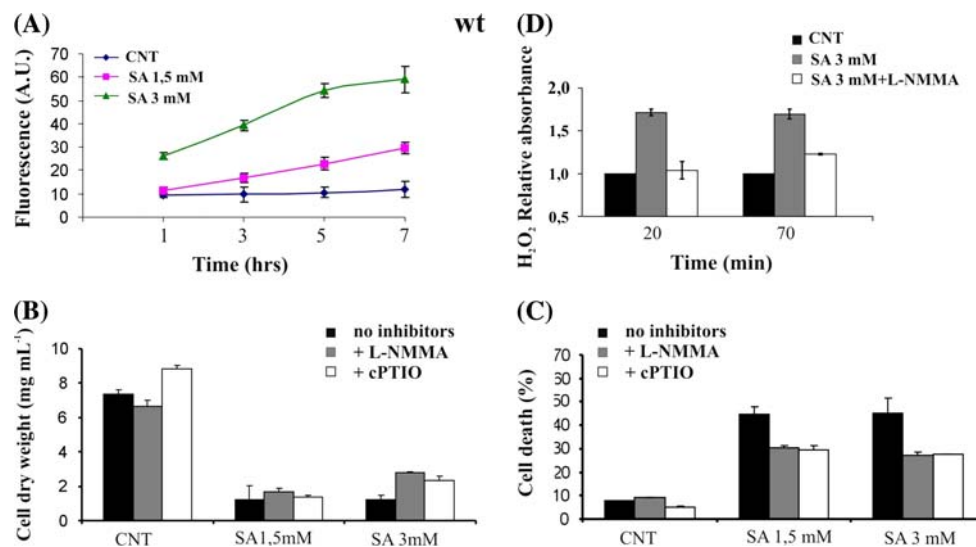 (A)
wt
CNT
SA 1,5 mM
SA 3 mM
Fluorescence (A.U.)
70
60
50
40
30
20
10
0
1 3 5 7
Time (hrs)
(D)
CNT
SA 3 mM
SA 3 mM+L-NMMA
H₂O₂ Relative absorbance
2,0
1,5
1,0
0,5
20 70
Time (min)
(B)
no inhibitors
+ L-NMMA
+ cPTIO
Cell dry weight (mg mL⁻¹)
10
8
6
4
2
0
CNT SA1,5mM SA 3mM
(C)
no inhibitors
+ L-NMMA
+ cPTIO
Cell death (%)
70
60
50
40
30
20
10
0
CNT SA 1,5mM SA 3 mM